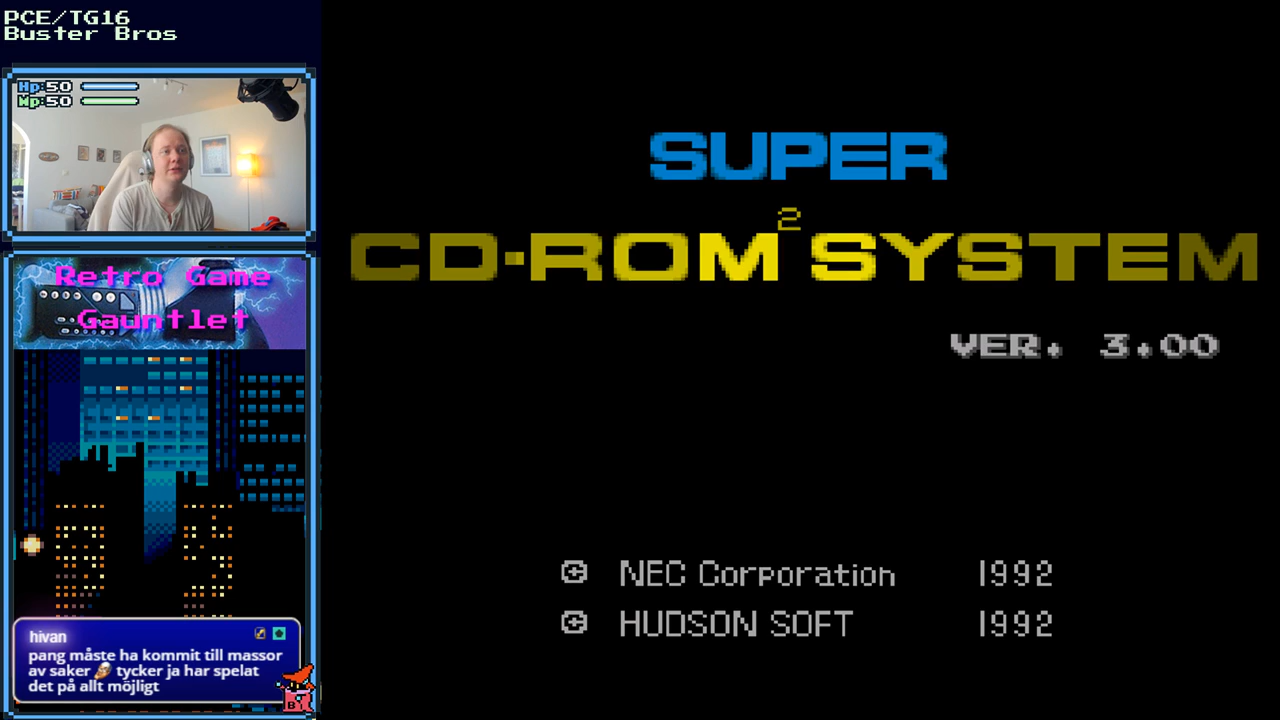 PCE/TG16
Buster Bros
Hp:50
Mp:50
Retro Game
Gauntlet
hivan
pang måste ha kommit till massor
av saker tycker ja har spelat
det på allt möjligt
SUPER
CD·ROM² SYSTEM
VER. 3.00
© NEC Corporation 1992
© HUDSON SOFT 1992